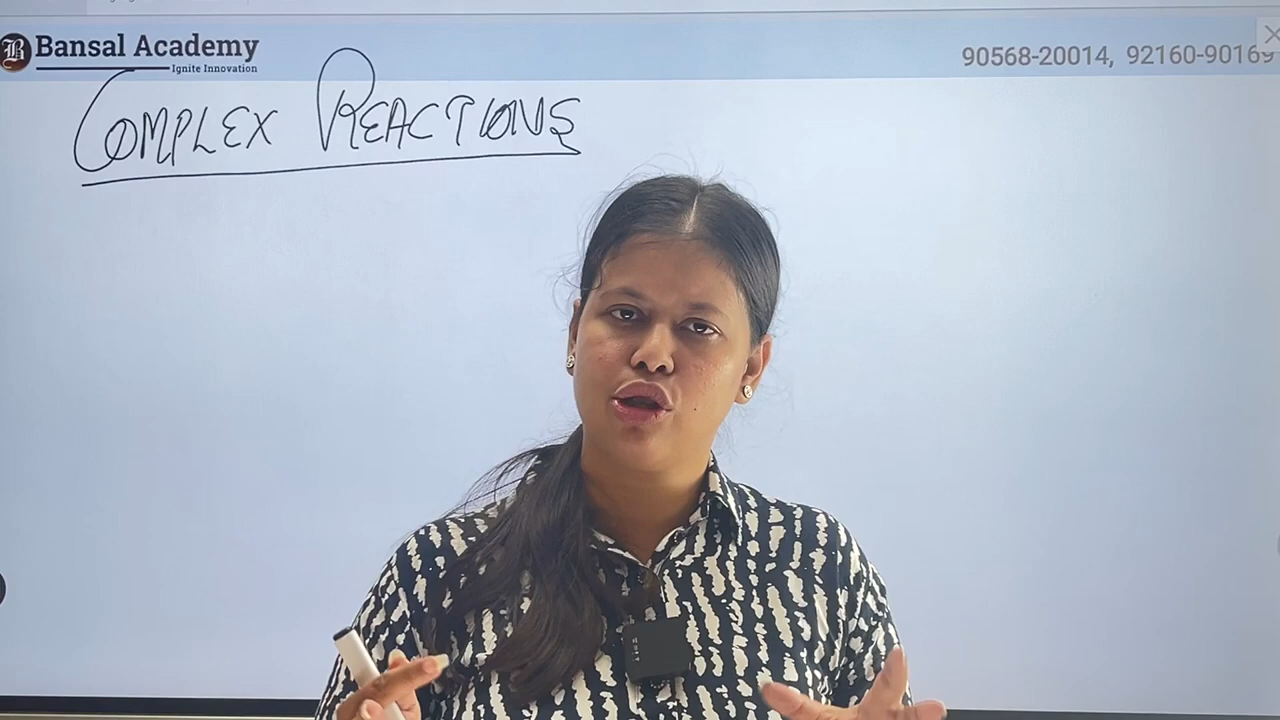 Bansal Academy
Ignite Innovation
90568-20014, 92160-90169
COMPLEX REACTIONS